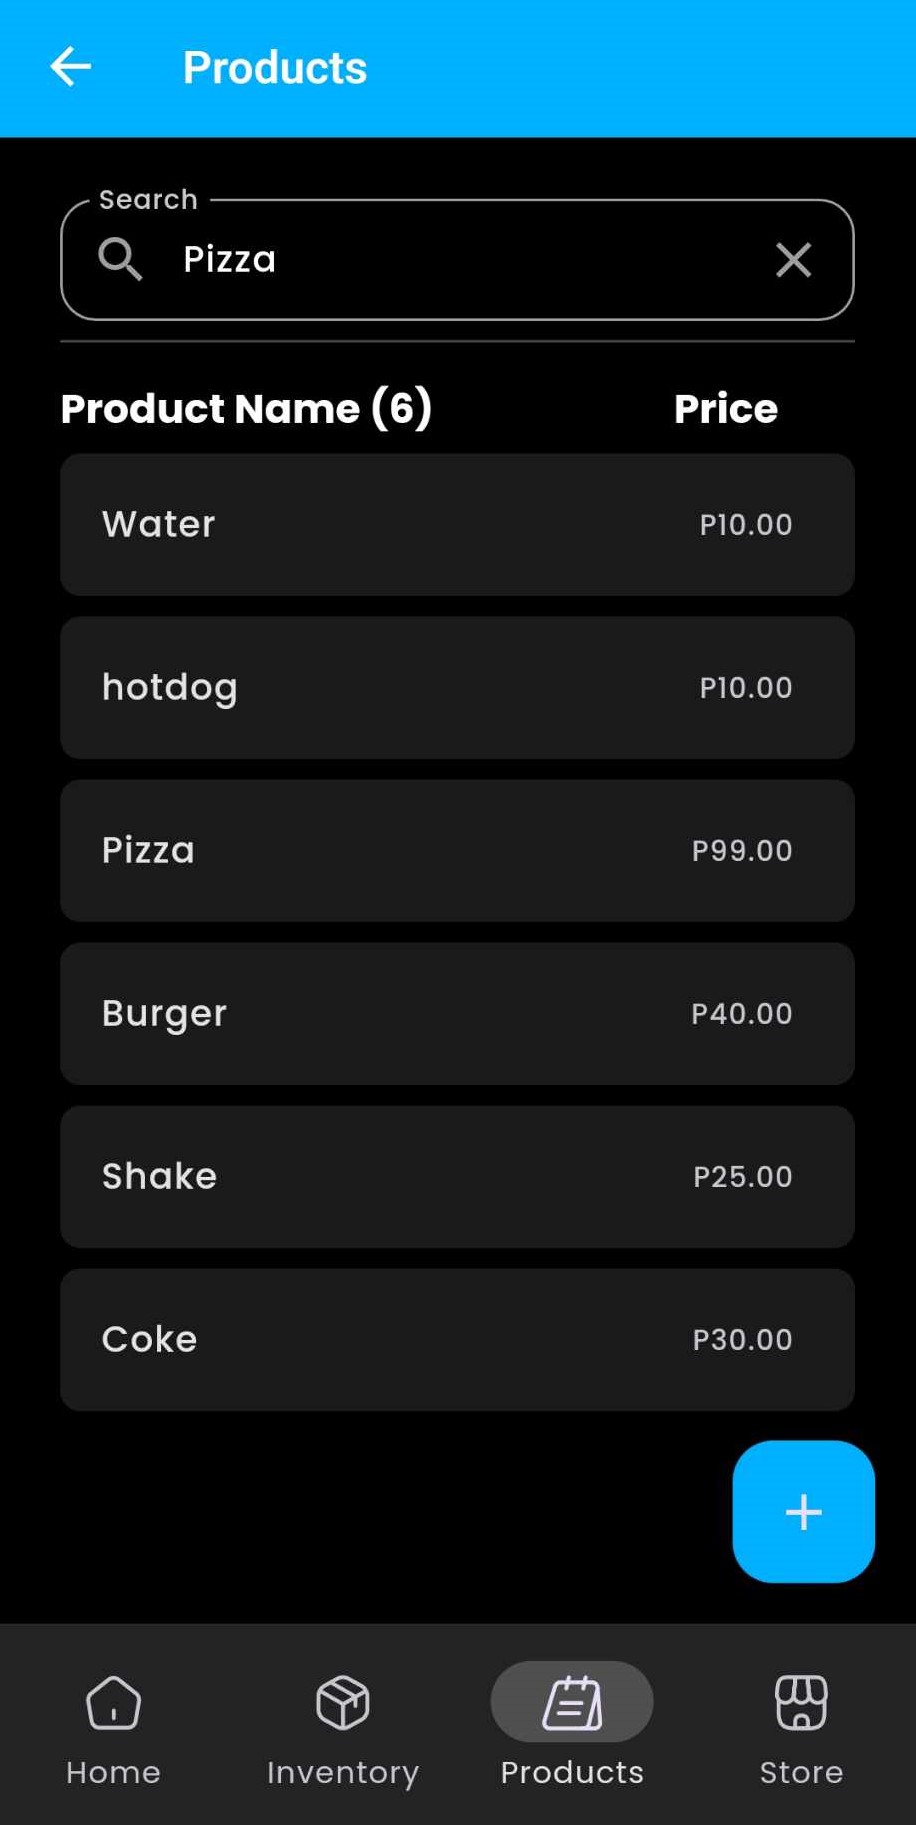 Products
Search
Pizza
Product Name (6) Price
Water P10.00
hotdog P10.00
Pizza P99.00
Burger P40.00
Shake P25.00
Coke P30.00
Home Inventory Products Store